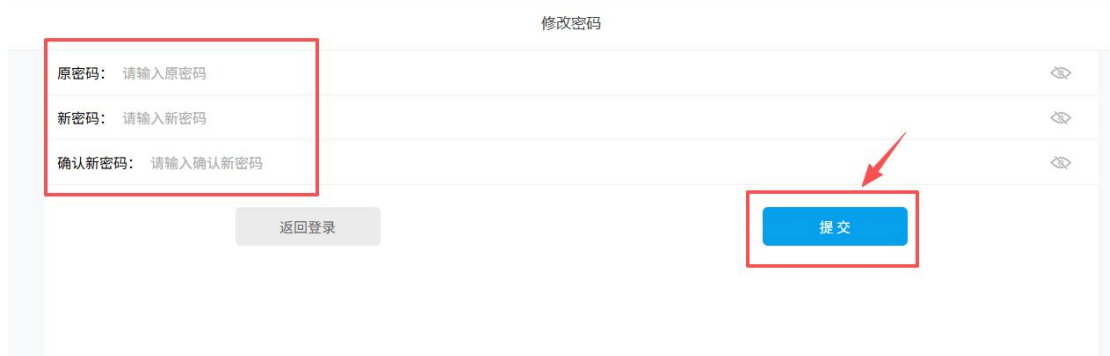 修改密码
原密码： 请输入原密码
新密码： 请输入新密码
确认新密码： 请输入确认新密码
返回登录
提 交